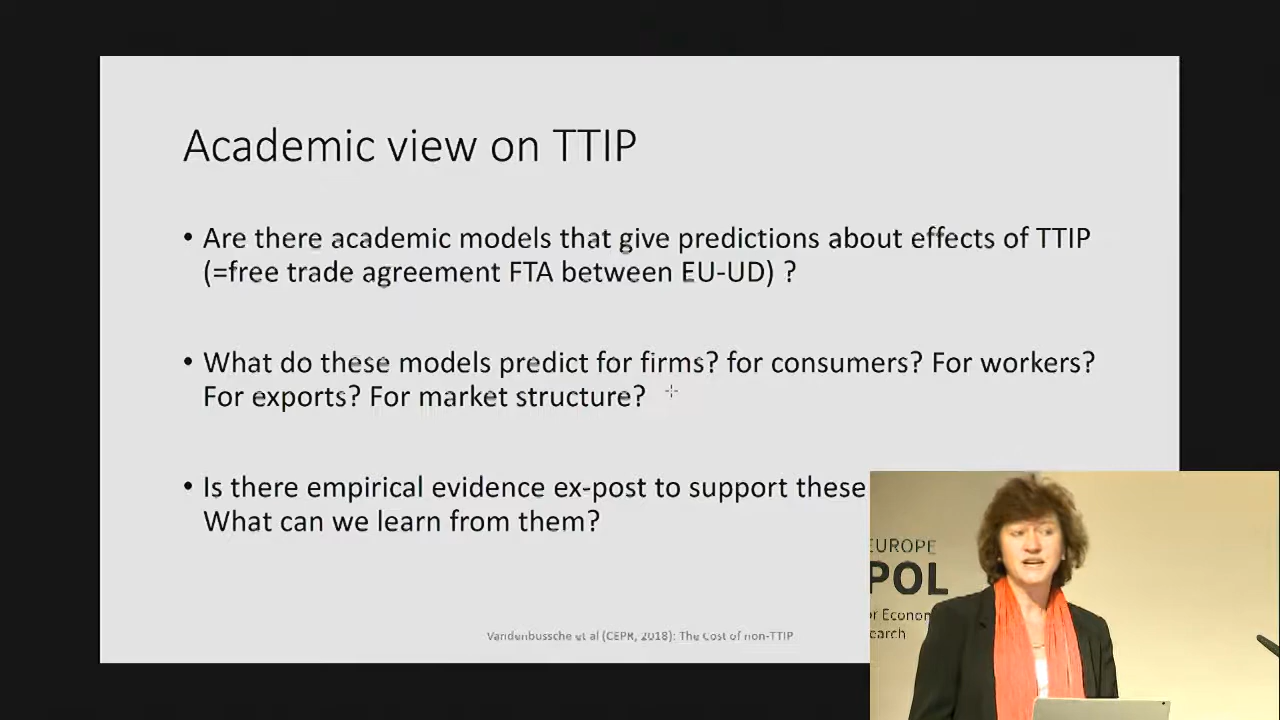 Academic view on TTIP
• Are there academic models that give predictions about effects of TTIP
(=free trade agreement FTA between EU-UD) ?
• What do these models predict for firms? for consumers? For workers?
For exports? For market structure?
• Is there empirical evidence ex-post to support these
What can we learn from them?
Vandenbussche et al (CEPR, 2018): The Cost of non-TTIP
EUROPE
POL
or Econom
earch